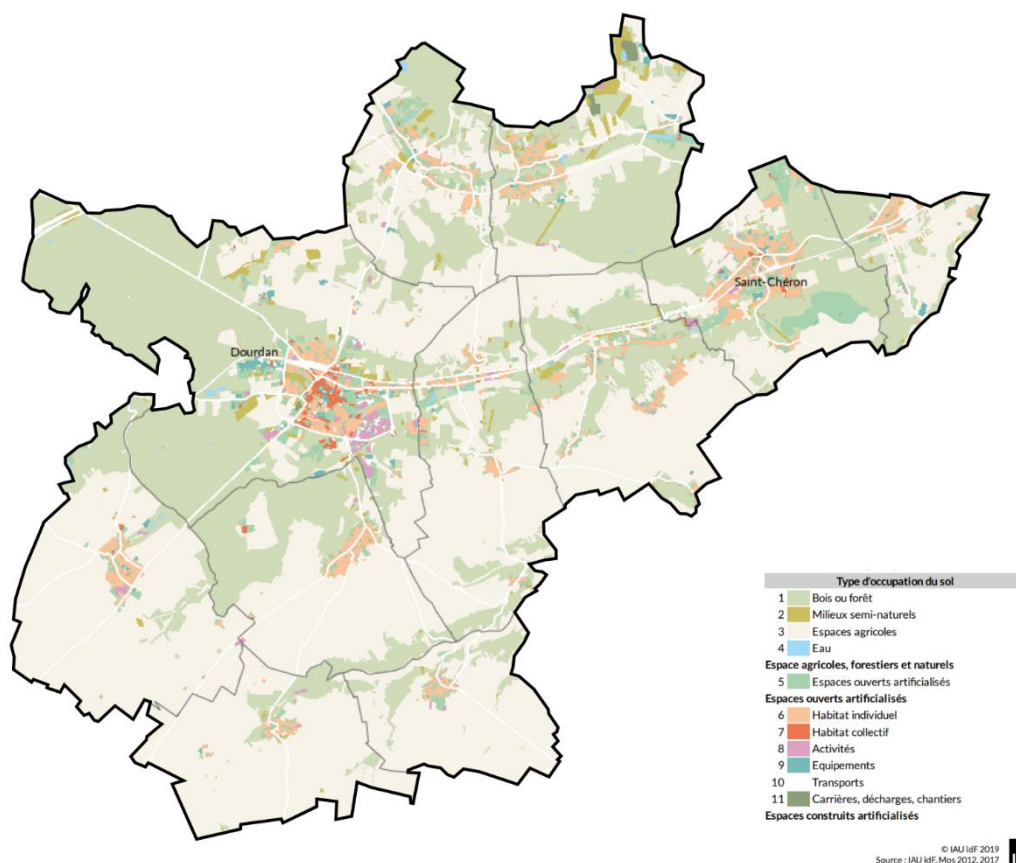 Saint-Chéron
Dourdan
Type d'occupation du sol
1 Bois ou forêt
2 Milieux semi-naturels
3 Espaces agricoles
4 Eau
Espace agricoles, forestiers et naturels
5 Espaces ouverts artificialisés
Espaces ouverts artificialisés
6 Habitat individuel
7 Habitat collectif
8 Activités
9 Equipements
10 Transports
11 Carrières, décharges, chantiers
Espaces construits artificialisés
© IAU îdF 2019
Source : IAU îdF, Mos 2012, 2017